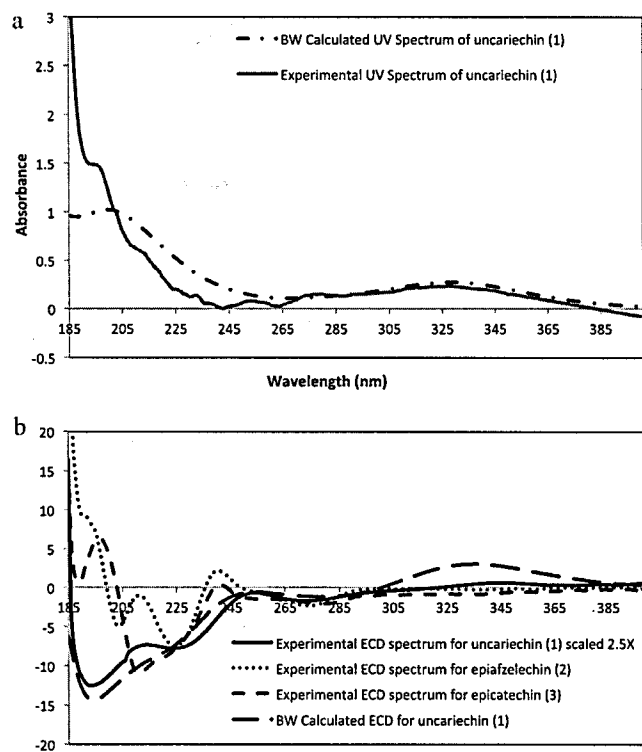 a
3
2.5
2
1.5
1
0.5
0
-0.5
Absorbance
BW Calculated UV Spectrum of uncariechin (1)
Experimental UV Spectrum of uncariechin (1)
185 205 225 245 265 285 305 325 345 365 385
Wavelength (nm)
b
20
15
10
5
0
-5
-10
-15
-20
185 205 225 245 265 285 305 325 345 365 385
Experimental ECD spectrum for uncariechin (1) scaled 2.5X
Experimental ECD spectrum for epiafzelechin (2)
Experimental ECD spectrum for epicatechin (3)
BW Calculated ECD for uncariechin (1)